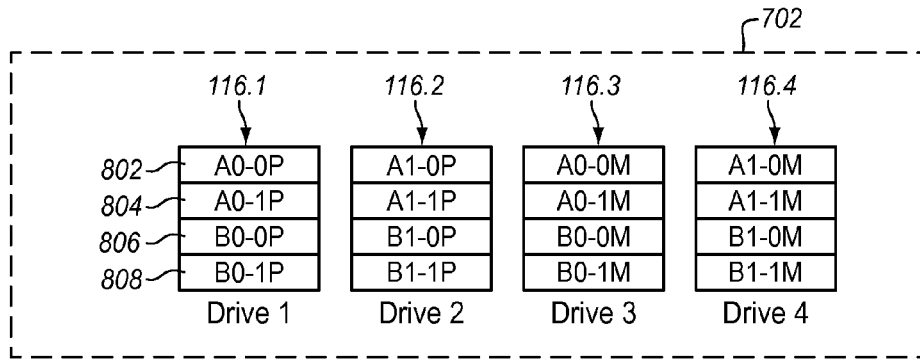 702
116.1 116.2 116.3 116.4
802 A0-0P A1-0P A0-0M A1-0M
804 A0-1P A1-1P A0-1M A1-1M
806 B0-0P B1-0P B0-0M B1-0M
808 B0-1P B1-1P B0-1M B1-1M
Drive 1 Drive 2 Drive 3 Drive 4